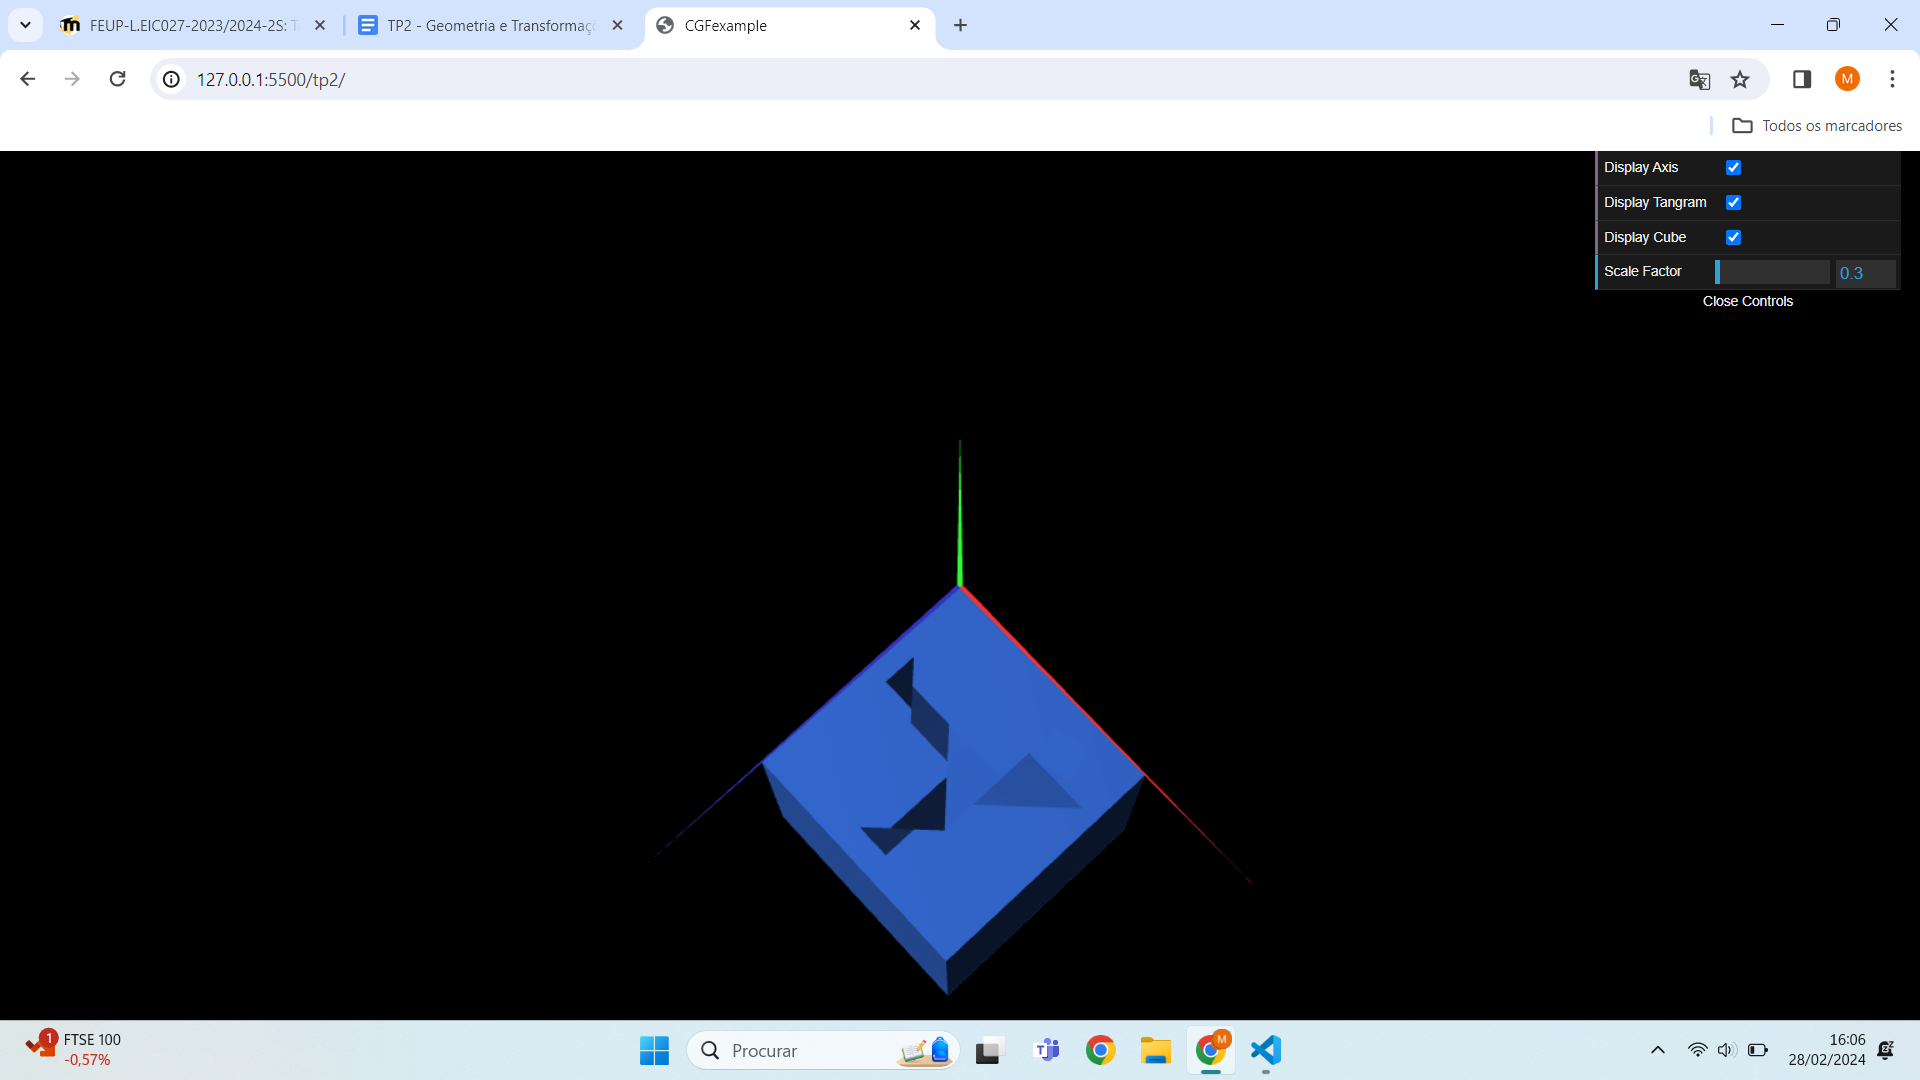 FEUP-L.EIC027-2023/2024-2S: T
TP2 - Geometria e Transformaç
CGFexample
127.0.0.1:5500/tp2/
M
Todos os marcadores
Display Axis
Display Tangram
Display Cube
Scale Factor 0.3
Close Controls
1
FTSE 100
-0,57%
Procurar
M
16:06
28/02/2024